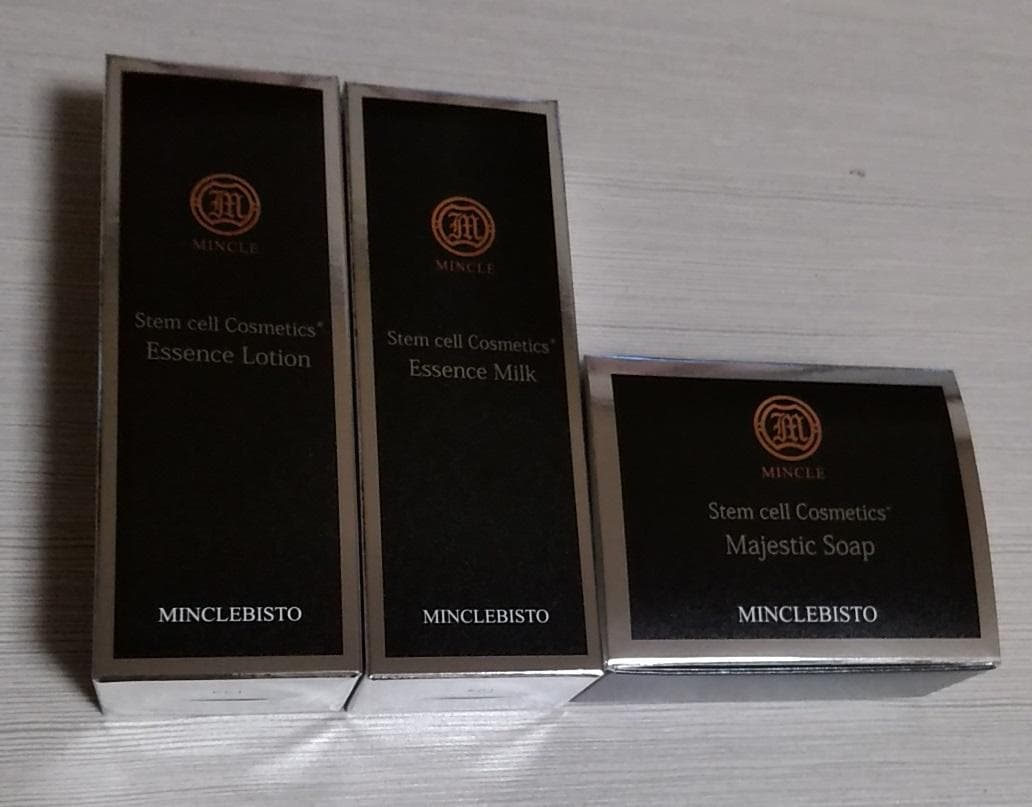 M
MINCLE
Stem cell Cosmetics®
Essence Lotion
MINCLEBISTO
M
MINCLE
Stem cell Cosmetics®
Essence Milk
MINCLEBISTO
M
MINCLE
Stem cell Cosmetics®
Majestic Soap
MINCLEBISTO